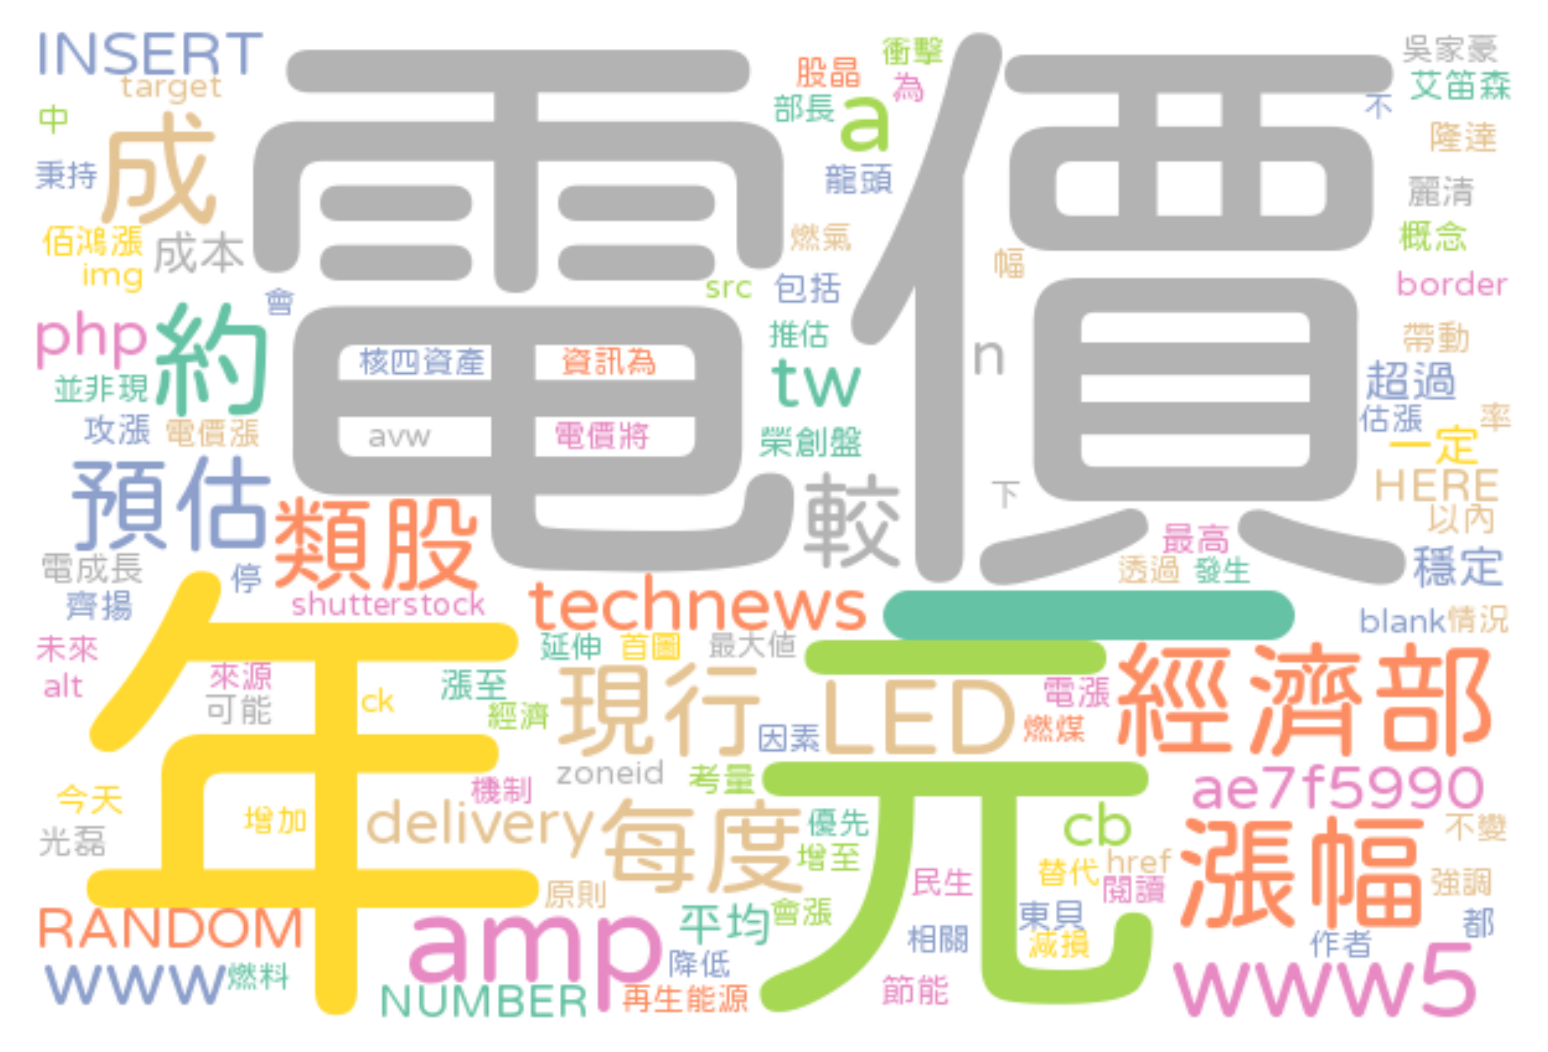 INSERT
target
中
成
秉持
佰鴻漲
成本
img
會
php
約
並非現
攻漲
電價漲
預估
類股
電成長
停
齊揚
shutterstock
電
核四資產
資訊為
avw
電價將
股晶
衝擊
為
部長
a
龍頭
燃氣
src
包括
推估
tw
榮創盤
較
technews
價
幅
n
下
不
吳家豪
艾笛森
隆達
麗清
概念
border
帶動
超過
估漲
率
一定
HERE
以內
最高
透過
發生
穩定
一
blank
情況
未來
alt
來源
可能
年
ck
漲至
經濟
延伸
首圖
最大值
現行
因素
LED
電漲
燃煤
經濟部
今天
光磊
增加
機制
zoneid
考量
delivery
每度
優先
增至
元
cb
ae7f5990
替代
href
閱讀
漲幅
不變
強調
原則
民生
RANDOM
www
燃料
amp
NUMBER
平均
會漲
降低
再生能源
相關
節能
東貝
減損
作者
都
www5